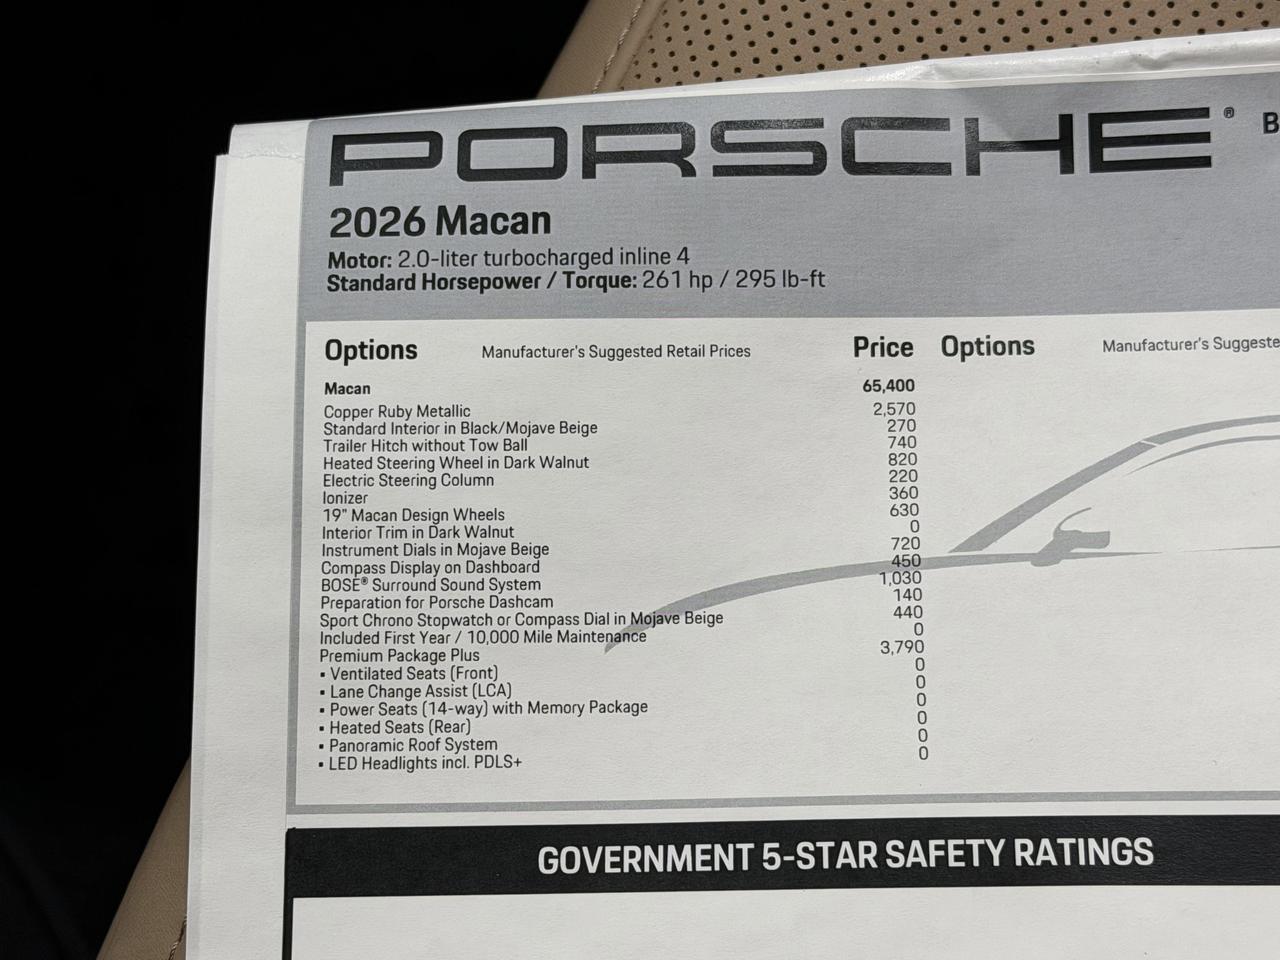 PORSCHE® B
2026 Macan
Motor: 2.0-liter turbocharged inline 4
Standard Horsepower / Torque: 261 hp / 295 lb-ft
Options Manufacturer's Suggested Retail Prices Price Options Manufacturer's Suggeste
Macan 65,400
Copper Ruby Metallic 2,570
Standard Interior in Black/Mojave Beige 270
Trailer Hitch without Tow Ball 740
Heated Steering Wheel in Dark Walnut 820
Electric Steering Column 220
Ionizer 360
19" Macan Design Wheels 630
Interior Trim in Dark Walnut 0
Instrument Dials in Mojave Beige 720
Compass Display on Dashboard 450
BOSE® Surround Sound System 1,030
Preparation for Porsche Dashcam 140
Sport Chrono Stopwatch or Compass Dial in Mojave Beige 440
Included First Year / 10,000 Mile Maintenance 0
Premium Package Plus 3,790
▪ Ventilated Seats (Front) 0
▪ Lane Change Assist (LCA) 0
▪ Power Seats (14-way) with Memory Package 0
▪ Heated Seats (Rear) 0
▪ Panoramic Roof System 0
▪ LED Headlights incl. PDLS+ 0
GOVERNMENT 5-STAR SAFETY RATINGS